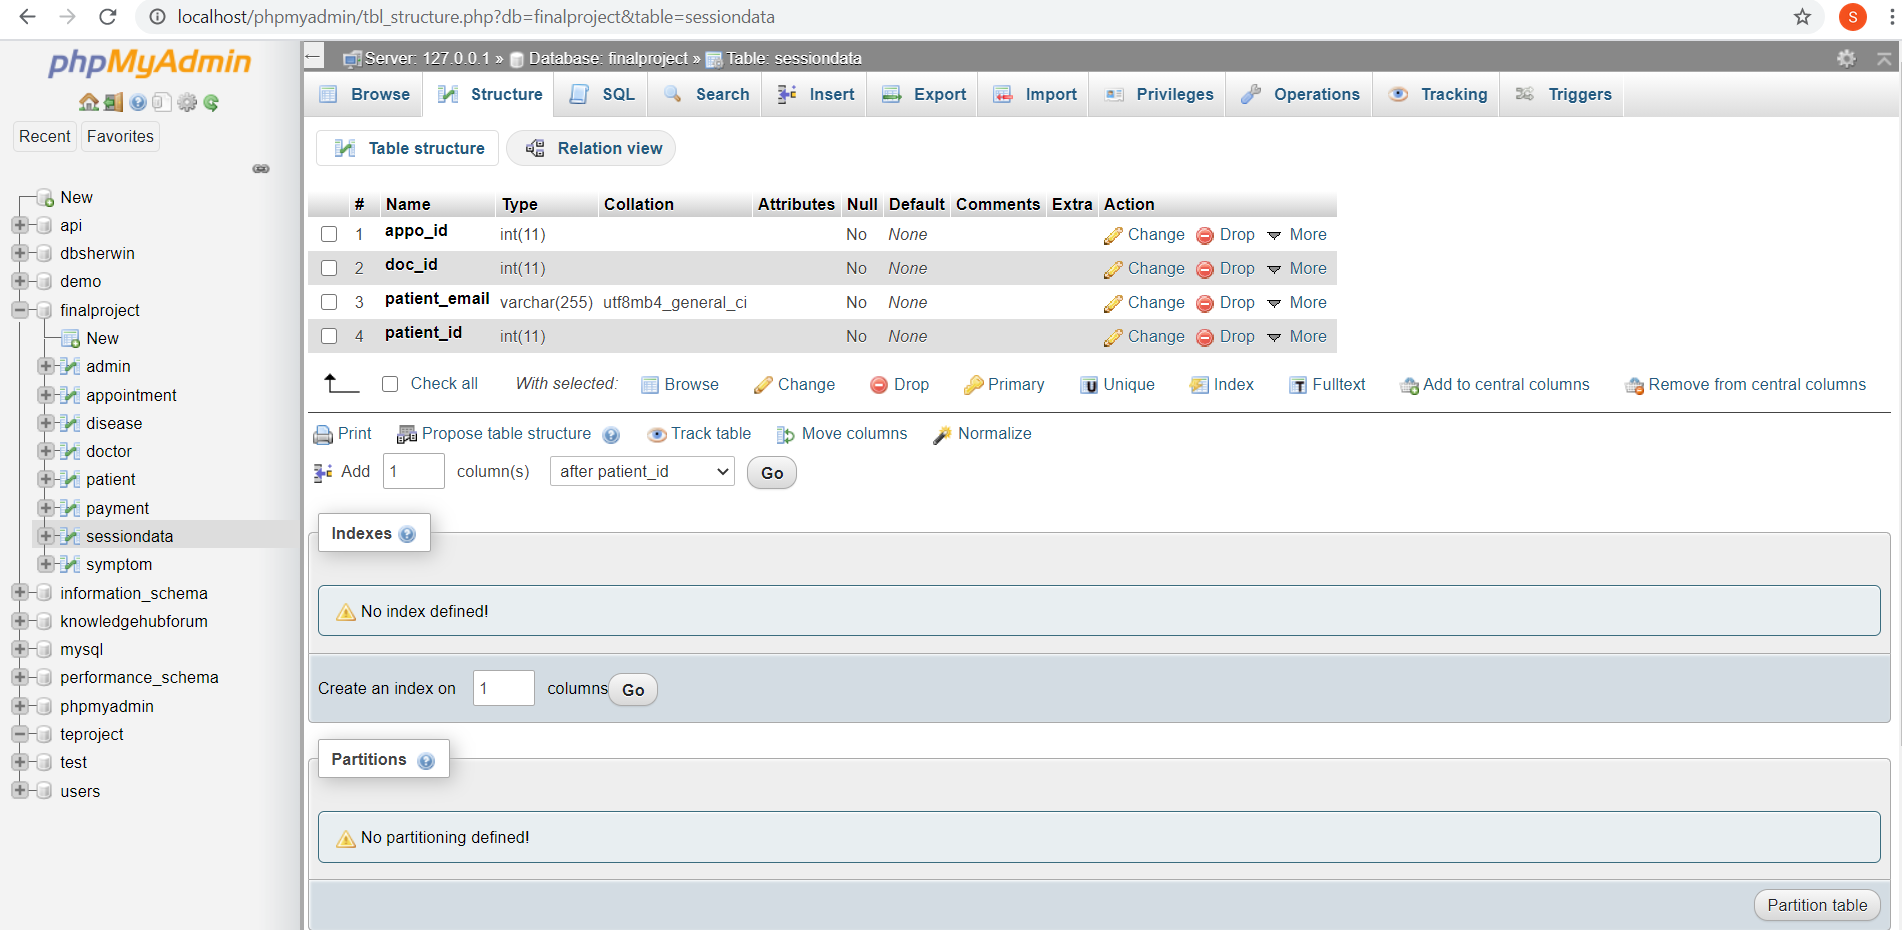 localhost/phpmyadmin/tbl_structure.php?db=finalproject&table=sessiondata
S
phpMyAdmin
Recent Favorites
New
api
dbsherwin
demo
finalproject
New
admin
appointment
disease
doctor
patient
payment
sessiondata
symptom
information_schema
knowledgehubforum
mysql
performance_schema
phpmyadmin
teproject
test
users
Server: 127.0.0.1 » Database: finalproject » Table: sessiondata
Browse Structure SQL Search Insert Export Import Privileges Operations Tracking Triggers
Table structure Relation view
# Name Type Collation Attributes Null Default Comments Extra Action
1 appo_id int(11) No None Change Drop More
2 doc_id int(11) No None Change Drop More
3 patient_email varchar(255) utf8mb4_general_ci No None Change Drop More
4 patient_id int(11) No None Change Drop More
Check all With selected: Browse Change Drop Primary U Unique Index T Fulltext Add to central columns Remove from central columns
Print Propose table structure Track table Move columns Normalize
Add 1 column(s) after patient_id Go
Indexes
No index defined!
Create an index on 1 columns Go
Partitions
No partitioning defined!
Partition table